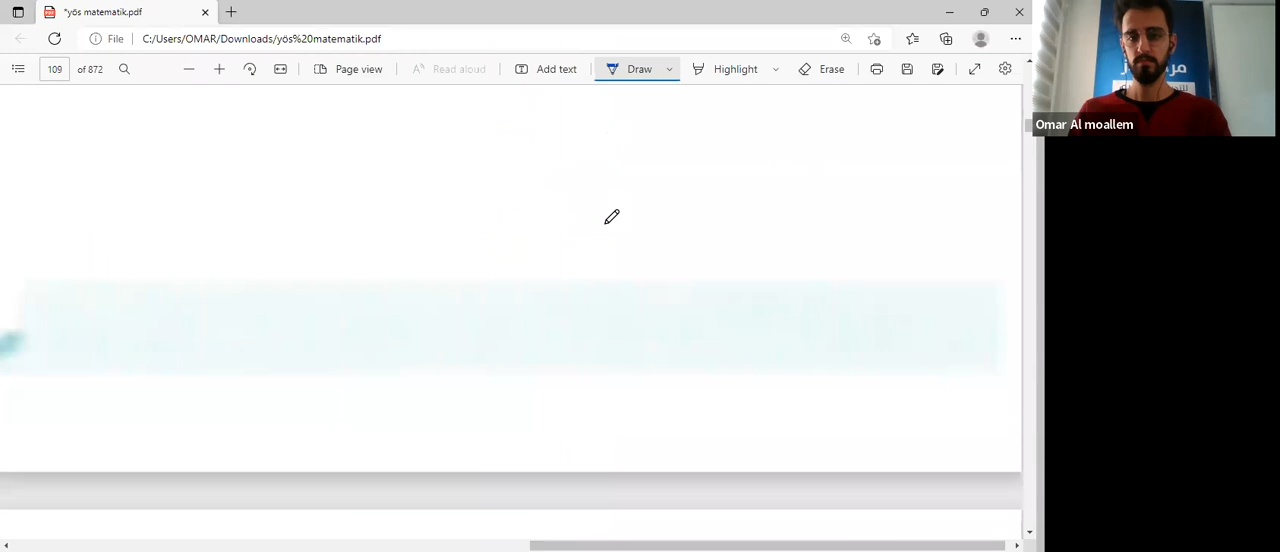 *yös matematik.pdf
File
C:/Users/OMAR/Downloads/yös%20matematik.pdf
109
of 872
Page view
Read aloud
Add text
Draw
Highlight
Erase
Omar Al moallem